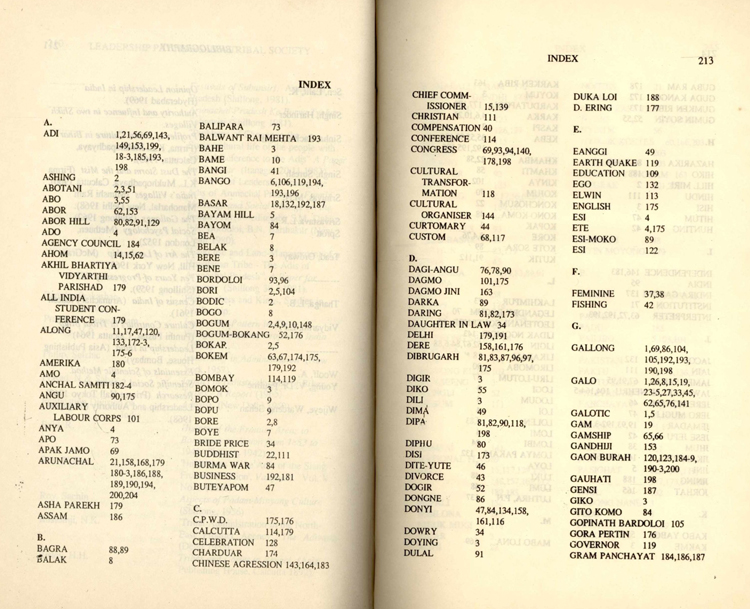 INDEX
A.
ADI 1,21,56,69,143,
149,153,199,
18-3,185,193,
198
ASHING 2
ABOTANI 2,3,51
ABO 3,55
ABOR 62,153
ABOR HILL 80,82,91,129
ADO 4
AGENCY COUNCIL 184
AHOM 14,15,62
AKHIL BHARTIYA
VIDYARTHI
PARISHAD 179
ALL INDIA
STUDENT CON-
FERENCE 179
ALONG 11,17,47,120,
133,172-3,
175-6
AMERIKA 180
AMO 4
ANCHAL SAMITI 182-4
ANGU 90,175
AUXILIARY
LABOUR CORPS 101
ANYA 4
APO 73
APAK JAMO 69
ARUNACHAL 21,158,168,179
180-3,186,188,
189,190,194,
200,204
ASHA PAREKH 179
ASSAM 186
B.
BAGRA 88,89
BALAK 8
BALIPARA 73
BALWANT RAI MEHTA 193
BAHE 3
BAME 10
BANGI 41
BANGO 6,106,119,194,
193,196
BASAR 18,132,192,187
BAYAM HILL 5
BAYOM 84
BEA 7
BELAK 8
BERE 3
BENE 7
BORDOLOI 93,96
BORI 2,5,104
BODIC 2
BOGO 8
BOGUM 2,4,9,10,148
BOGUM-BOKANG 52,176
BOKAR 2,5
BOKEM 63,67,174,175,
179,192
BOMBAY 114,119
BOMOK 3
BOPO 9
BOPU 9
BORE 2,8
BOYE 7
BRIDE PRICE 34
BUDDHIST 22,111
BURMA WAR 84
BUSINESS 192,181
BUTEYAPOM 47
C.
C.P.W.D. 175,176
CALCUTTA 114,179
CELEBRATION 128
CHARDUAR 174
CHINESE AGRESSION 143,164,183
INDEX 213
CHIEF COMM-
ISSIONER 15,139
CHRISTIAN 111
COMPENSATION 40
CONFERENCE 114
CONGRESS 69,93,94,140,
178,198
CULTURAL
TRANSFOR-
MATION 118
CULTURAL
ORGANISER 144
CURTOMARY 44
CUSTOM 68,117
D.
DAGI-ANGU 76,78,90
DAGMO 101,175
DAGMO JINI 163
DARKA 89
DARING 81,82,173
DAUGHTER IN LAW 34
DELHI 179,191
DERE 158,161,176
DIBRUGARH 81,83,87,96,97,
175
DIGIR 3
DIKO 55
DILI 3
DIMA 49
DIPA 81,82,90,118,
198
DIPHU 80
DISI 173
DITE-YUTE 46
DIVORCE 43
DOGIR 52
DONGNE 86
DONYI 47,84,134,158,
161,116
DOWRY 34
DOYING 3
DULAL 91
DUKA LOI 188
D. ERING 177
E.
EANGGI 49
EARTH QUAKE 119
EDUCATION 109
EGO 132
ELWIN 113
ENGLISH 175
ESI 4
ETE 4,175
ESI-MOKO 89
ESI 122
F.
FEMININE 37,38
FISHING 42
G.
GALLONG 1,69,86,104,
105,192,193,
190,198
GALO 1,26,8,15,19,
23-5,27,33,45,
62,65,76,141
GALOTIC 1,5
GAM 19
GAMSHIP 65,66
GANDHIJI 153
GAON BURAH 120,123,184-9,
190-3,200
GAUHATI 198
GENSI 187
GIKO 3
GITO KOMO 84
GOPINATH BARDOLOI 105
GORA PERTIN 176
GOVERNOR 119
GRAM PANCHAYAT 184,186,187